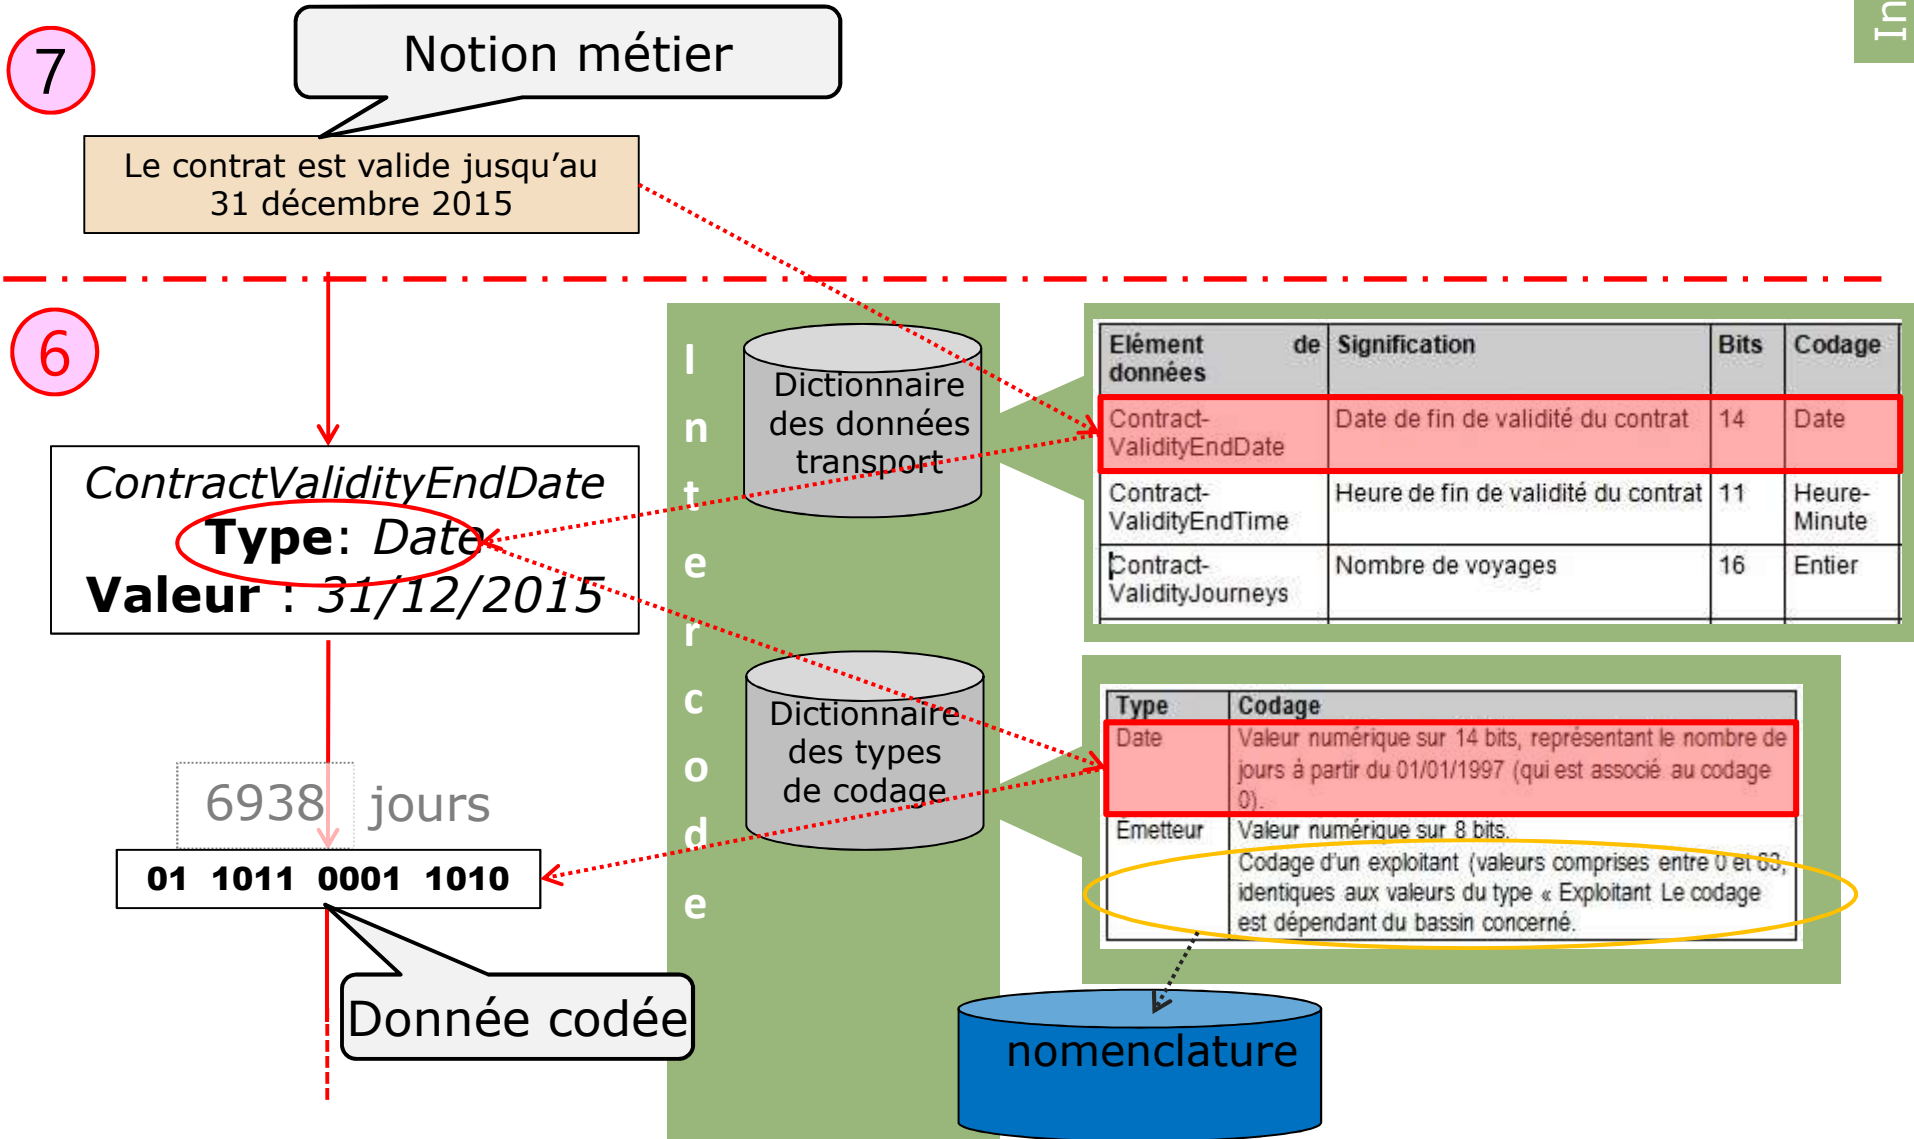 In
7
Notion métier
Le contrat est valide jusqu’au
31 décembre 2015
6
ContractValidityEndDate
Type: Date
Valeur : 31/12/2015
6938 jours
01 1011 0001 1010
Donnée codée
Intercode
Dictionnaire
des données
transport
Dictionnaire
des types
de codage
Elément de données Signification Bits Codage
Contract-ValidityEndDate Date de fin de validité du contrat 14 Date
Contract-ValidityEndTime Heure de fin de validité du contrat 11 Heure-Minute
Contract-ValidityJourneys Nombre de voyages 16 Entier
Type Codage
Date Valeur numérique sur 14 bits, représentant le nombre de
jours à partir du 01/01/1997 (qui est associé au codage
0).
Emetteur Valeur numérique sur 8 bits.
Codage d'un exploitant (valeurs comprises entre 0 et 63,
identiques aux valeurs du type « Exploitant Le codage
est dépendant du bassin concerné.
nomenclature